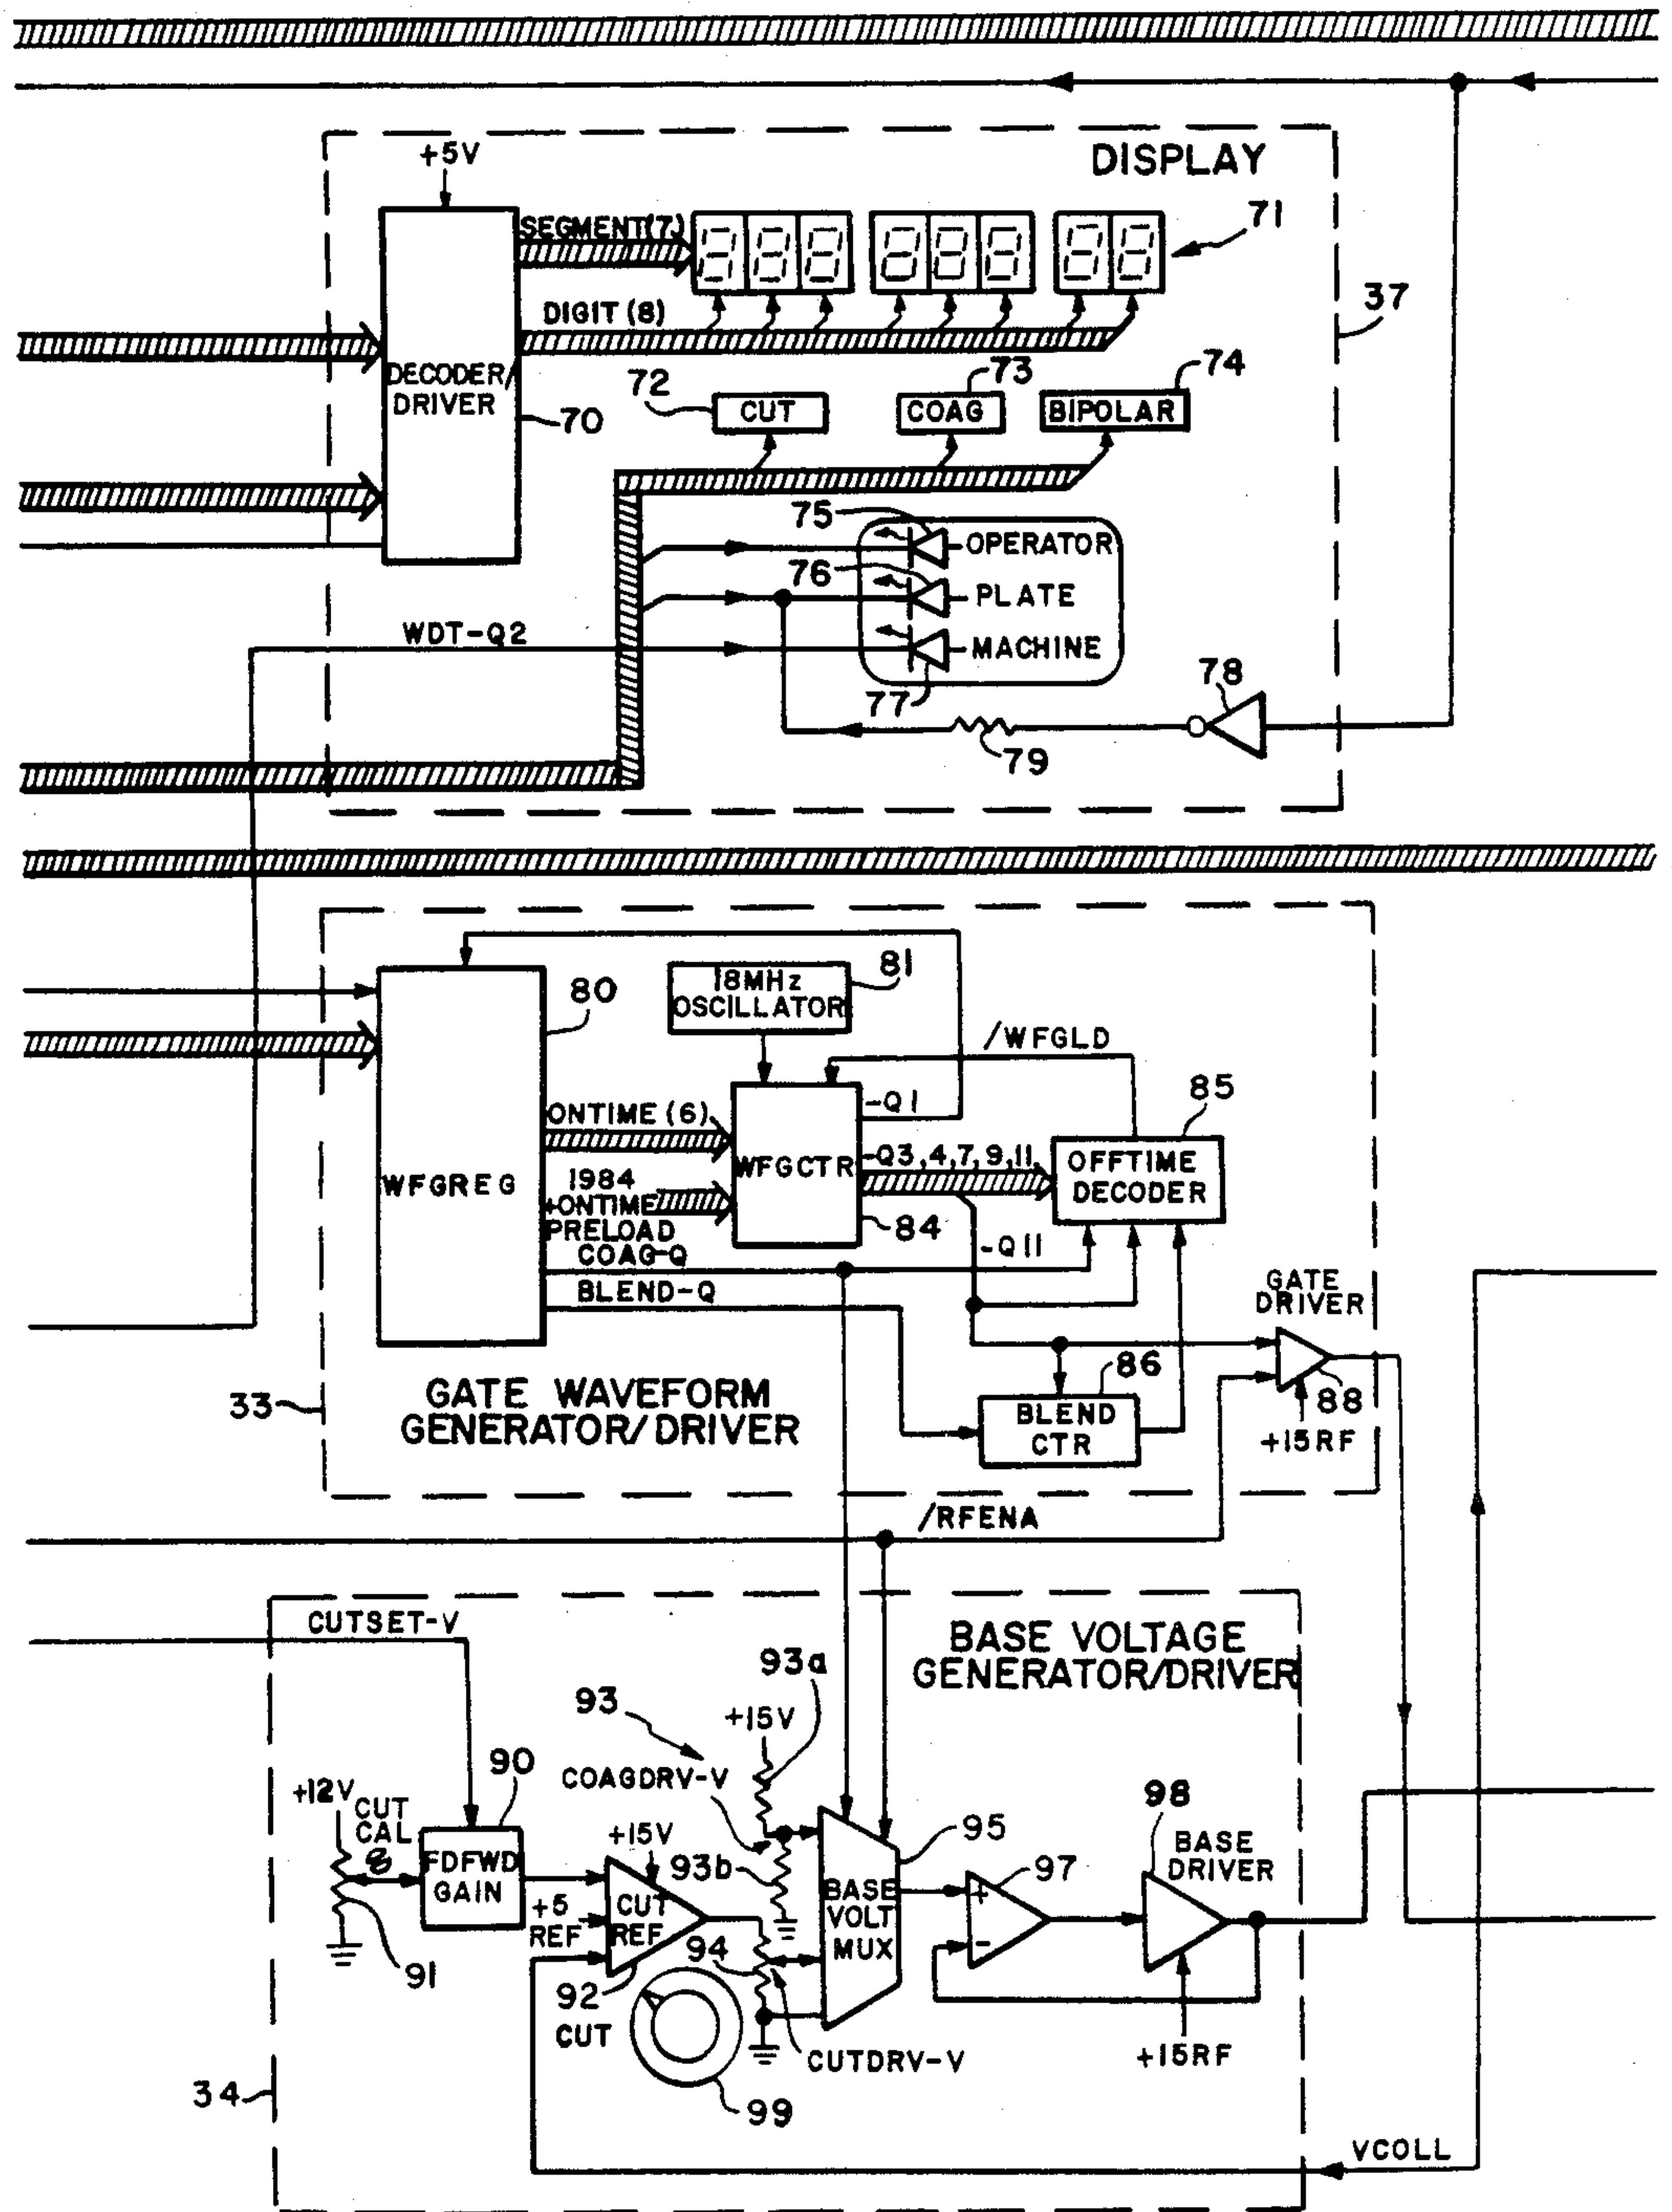 +5V
DISPLAY
SEGMENT(7)
71
DIGIT (8)
37
DECODER/
DRIVER
70
72
CUT
73
COAG
74
BIPOLAR
75
OPERATOR
76
PLATE
WDT-Q2
MACHINE
77
78
79
80
18MHz
OSCILLATOR
81
/WFGLD
ONTIME (6)
-Q1
85
WFGREG
1984
+ONTIME
PRELOAD
WFGCTR
-Q3,4,7,9,11
OFFTIME
DECODER
84
COAG-Q
-Q11
BLEND-Q
GATE
DRIVER
86
88
33
GATE WAVEFORM
GENERATOR/DRIVER
BLEND
CTR
+15RF
/RFENA
CUTSET-V
BASE VOLTAGE
GENERATOR/DRIVER
93a
93
+15V
90
COAGDRV-V
+12V
CUT
CAL
98
+15V
95
BASE
DRIVER
FDFWD
GAIN
93b
97
+5
REF
CUT
REF
BASE
VOLT
MUX
+
-
91
94
92
CUT
CUTDRV-V
+15RF
34
99
VCOLL